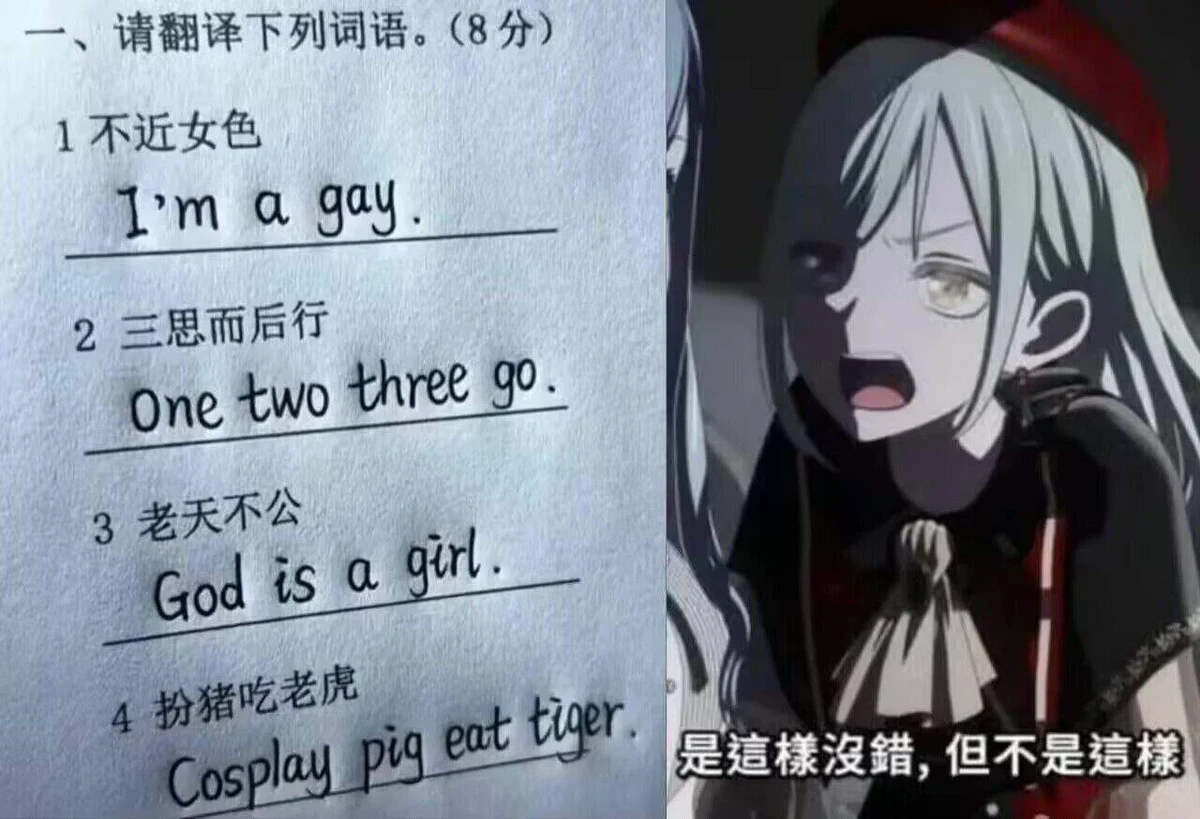 一、请翻译下列词语。（8分）
1 不近女色
I'm a gay.
2 三思而后行
One two three go.
3 老天不公
God is a girl.
4 扮猪吃老虎
Cosplay pig eat tiger.
是這樣沒錯, 但不是這樣